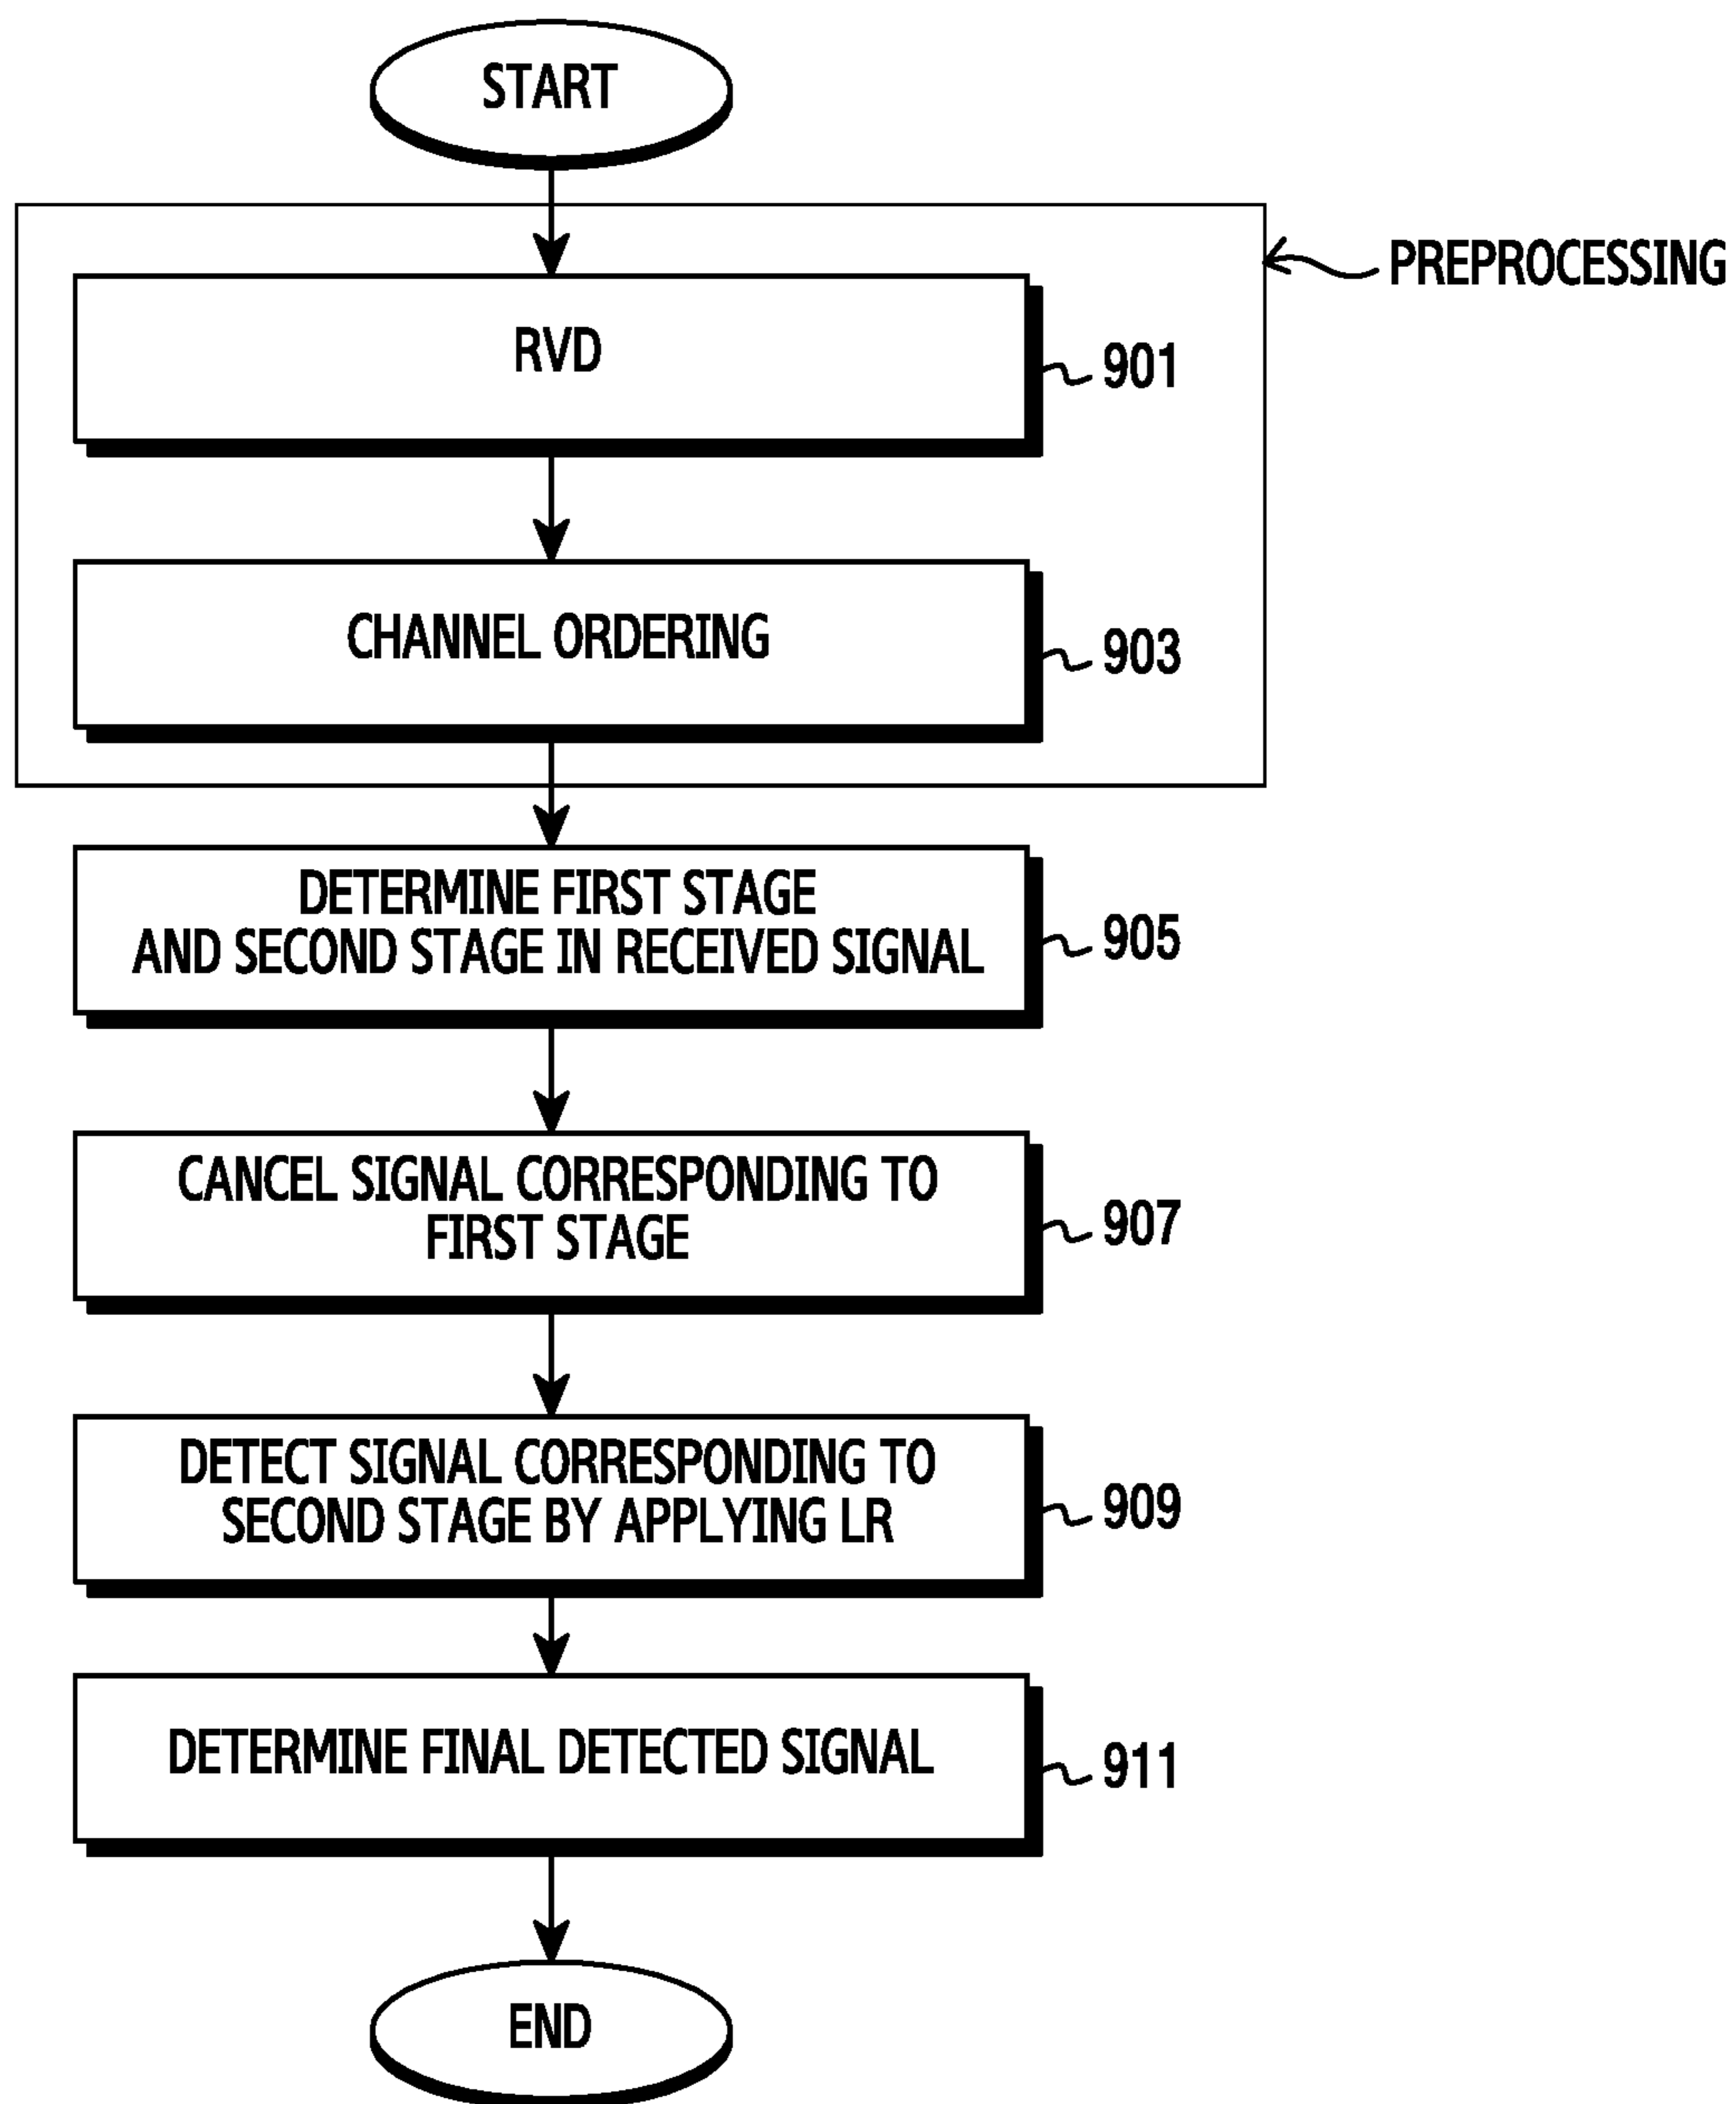 START
PREPROCESSING
RVD
901
CHANNEL ORDERING
903
DETERMINE FIRST STAGE
AND SECOND STAGE IN RECEIVED SIGNAL
905
CANCEL SIGNAL CORRESPONDING TO
FIRST STAGE
907
DETECT SIGNAL CORRESPONDING TO
SECOND STAGE BY APPLYING LR
909
DETERMINE FINAL DETECTED SIGNAL
911
END